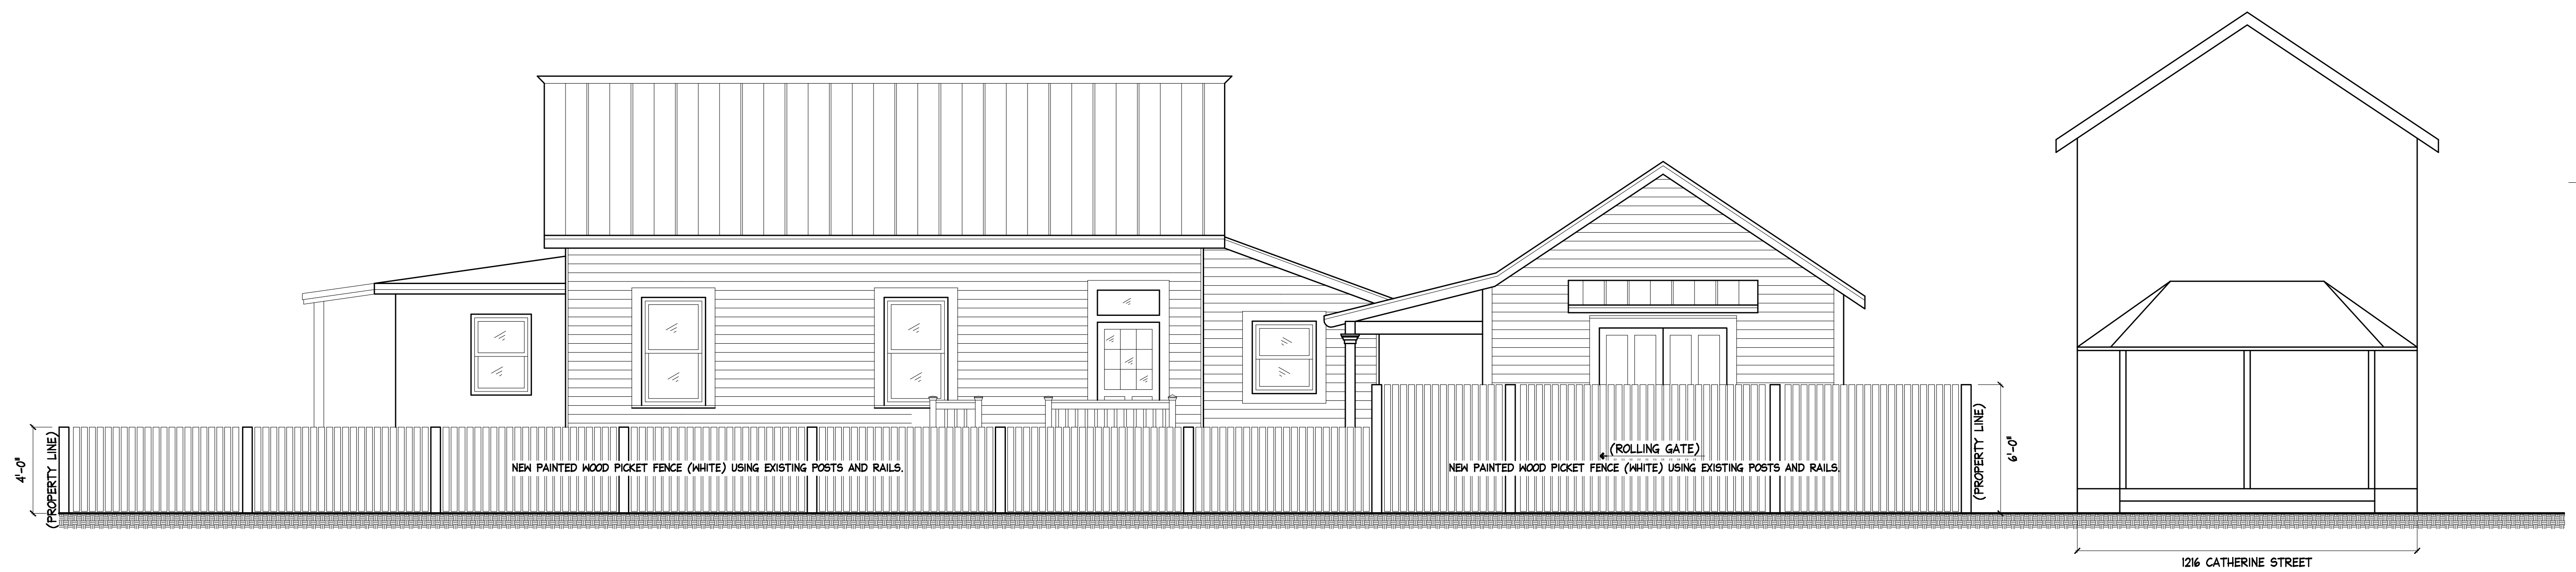 4'-0"
(PROPERTY LINE)
NEW PAINTED WOOD PICKET FENCE (WHITE) USING EXISTING POSTS AND RAILS.
(ROLLING GATE)
NEW PAINTED WOOD PICKET FENCE (WHITE) USING EXISTING POSTS AND RAILS.
(PROPERTY LINE)
6'-0"
1216 CATHERINE STREET